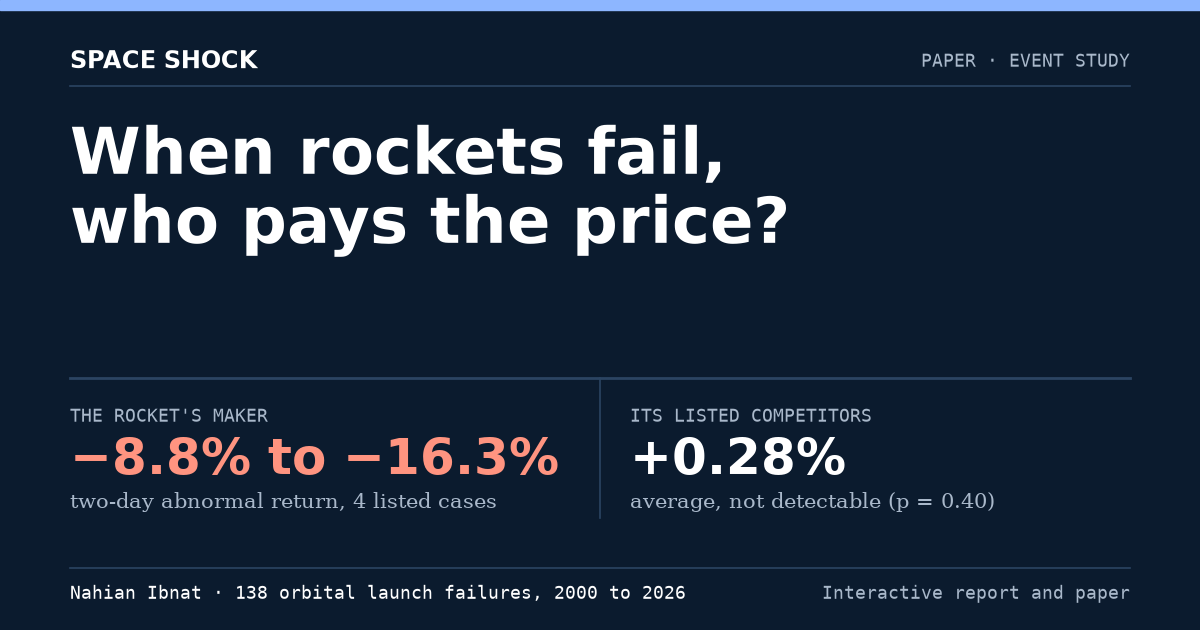 SPACE SHOCK
PAPER · EVENT STUDY
When rockets fail,
who pays the price?
THE ROCKET'S MAKER
−8.8% to −16.3%
two-day abnormal return, 4 listed cases
ITS LISTED COMPETITORS
+0.28%
average, not detectable (p = 0.40)
Nahian Ibnat · 138 orbital launch failures, 2000 to 2026
Interactive report and paper